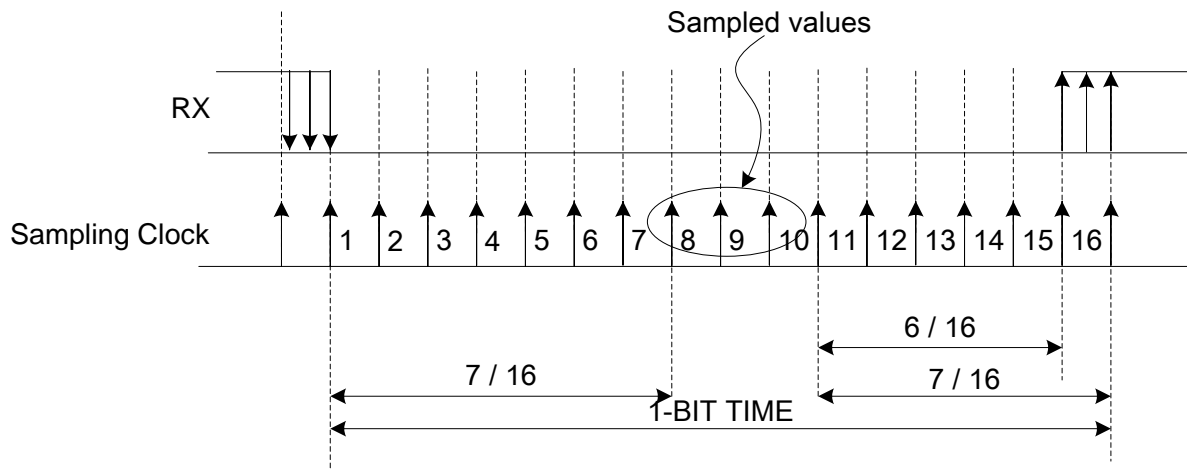 Sampled values
RX
Sampling Clock
1 2 3 4 5 6 7 8 9 10 11 12 13 14 15 16
6 / 16
7 / 16
7 / 16
1-BIT TIME